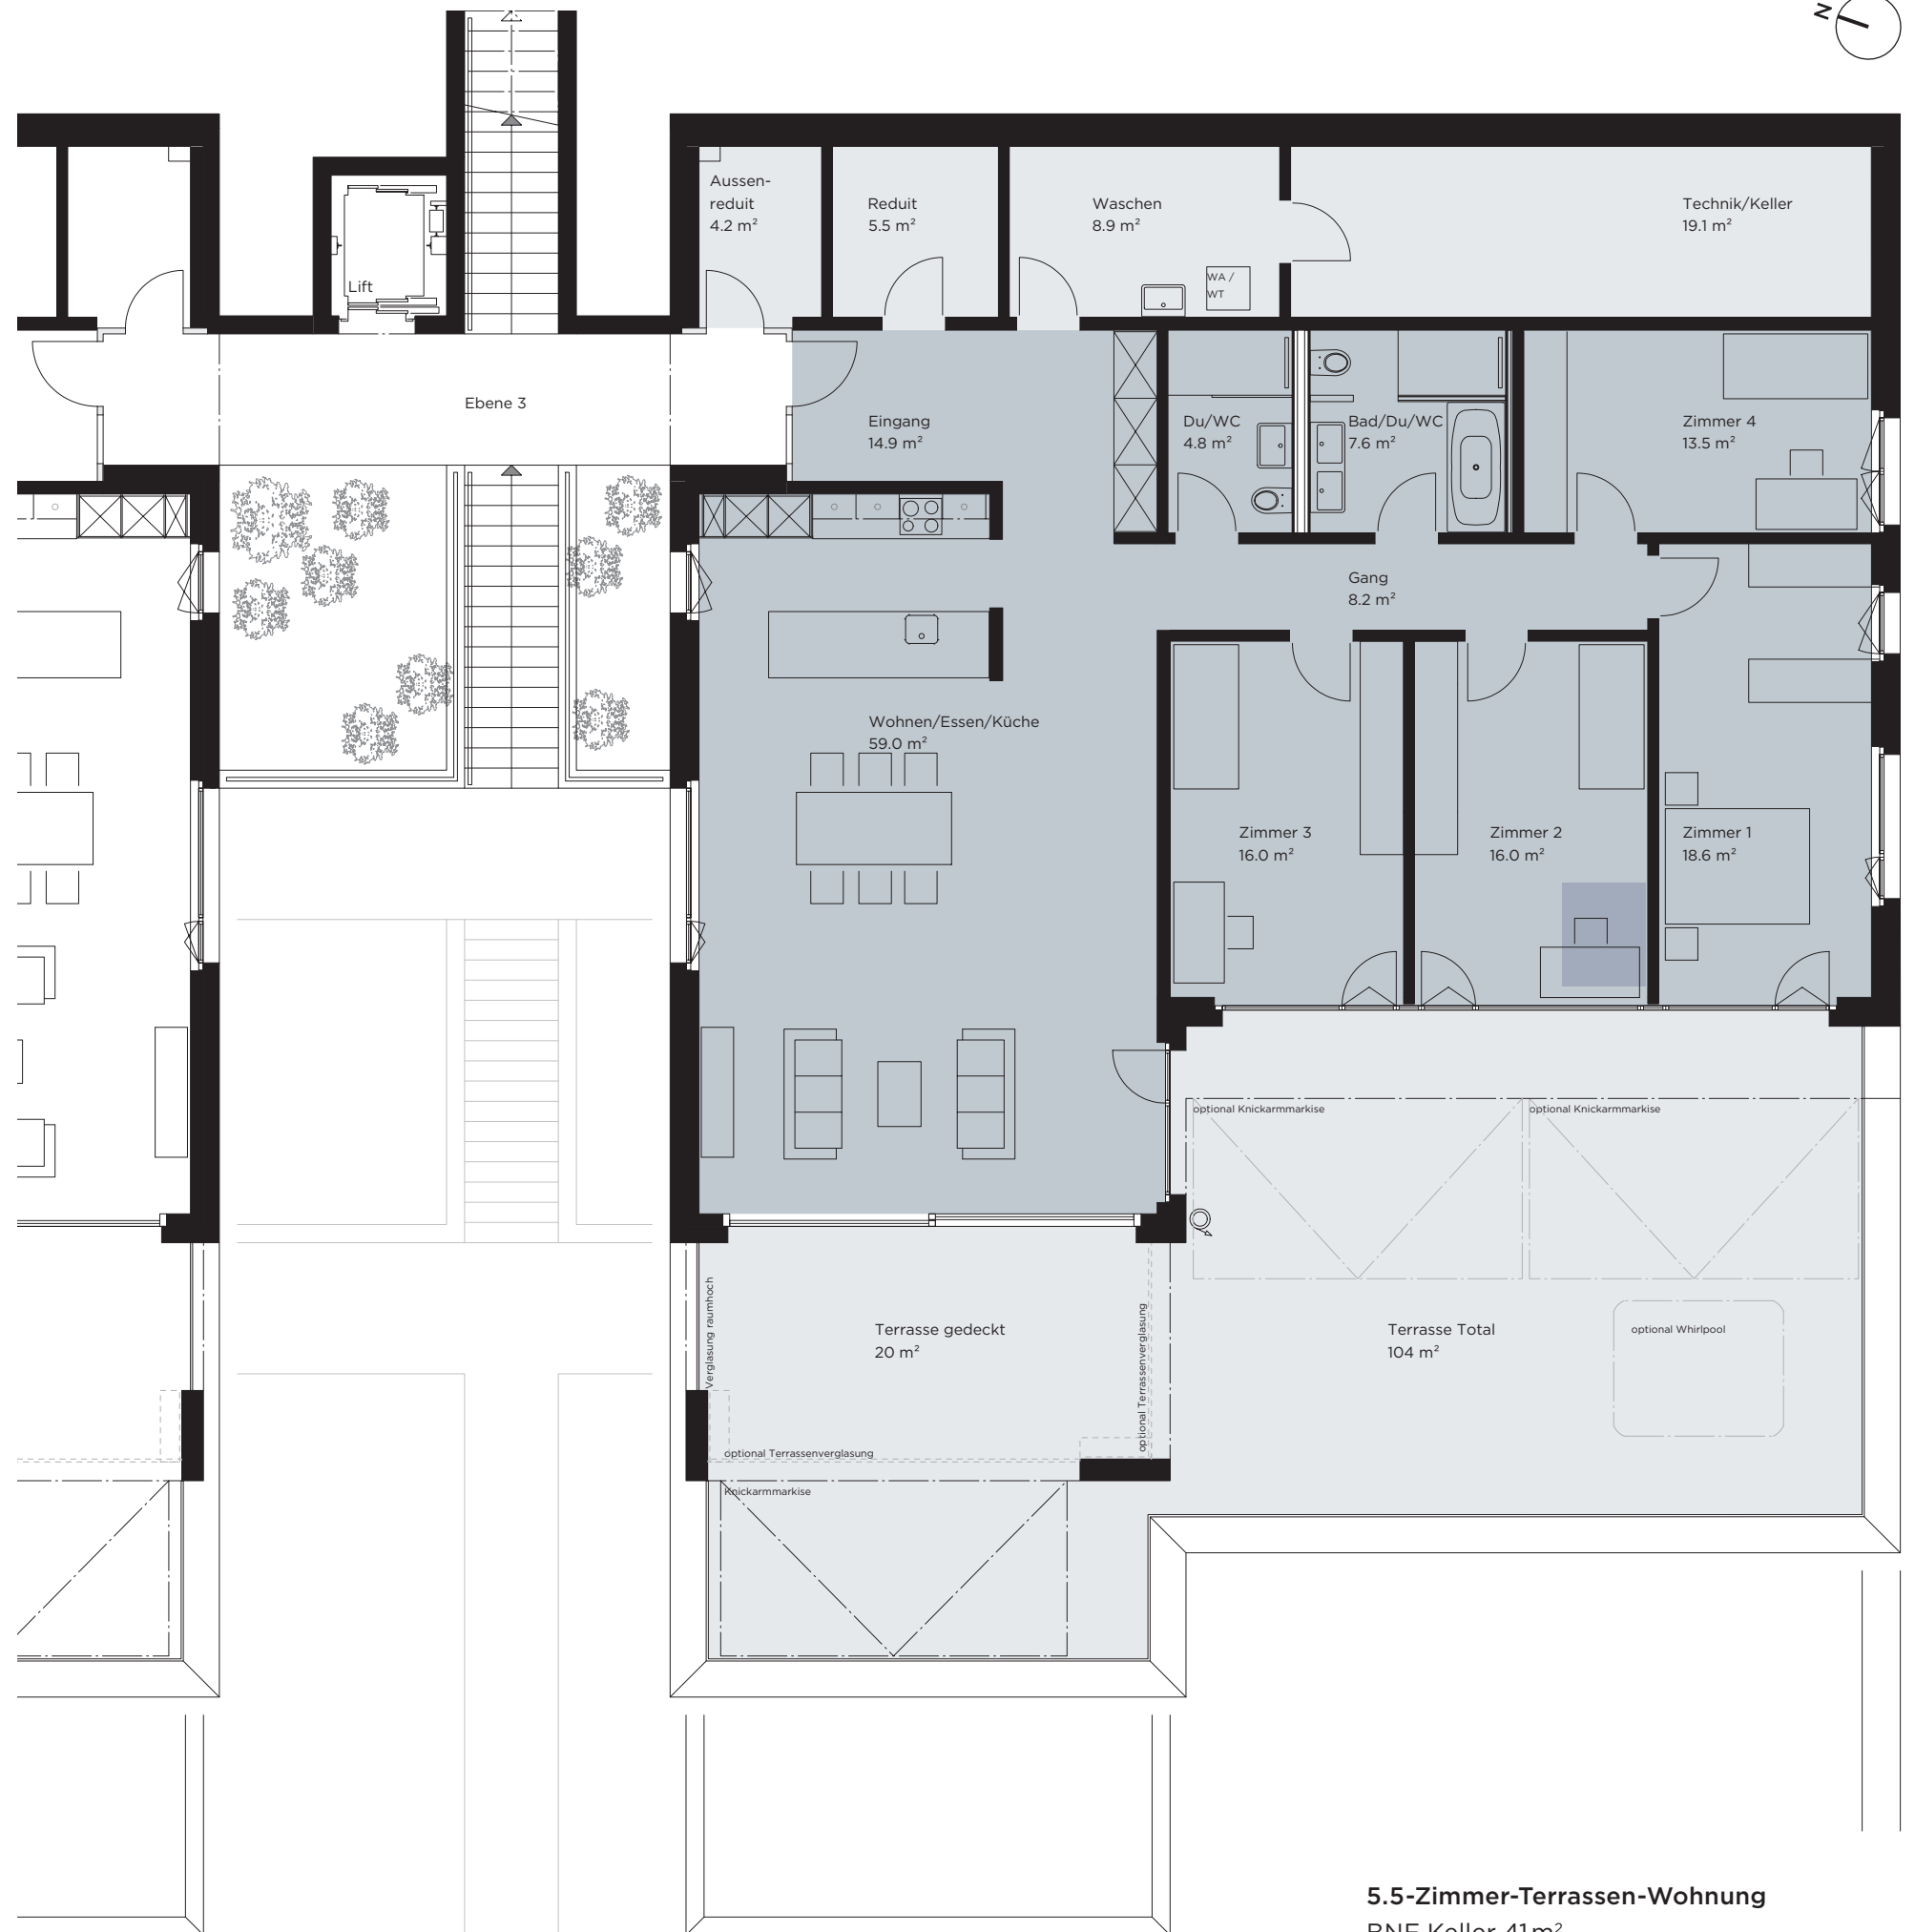 N
Aussen-
reduit
4.2 m²
Reduit
5.5 m²
Waschen
8.9 m²
Technik/Keller
19.1 m²
WA /
WT
Lift
Ebene 3
Eingang
14.9 m²
Du/WC
4.8 m²
Bad/Du/WC
7.6 m²
Zimmer 4
13.5 m²
Gang
8.2 m²
Wohnen/Essen/Küche
59.0 m²
Zimmer 3
16.0 m²
Zimmer 2
16.0 m²
Zimmer 1
18.6 m²
optional Knickarmmarkise
optional Knickarmmarkise
Verglasung raumhoch
Terrasse gedeckt
20 m²
optional Terrassenverglasung
Terrasse Total
104 m²
optional Whirlpool
optional Terrassenverglasung
Knickarmmarkise
5.5-Zimmer-Terrassen-Wohnung
BNF Keller 41 m²